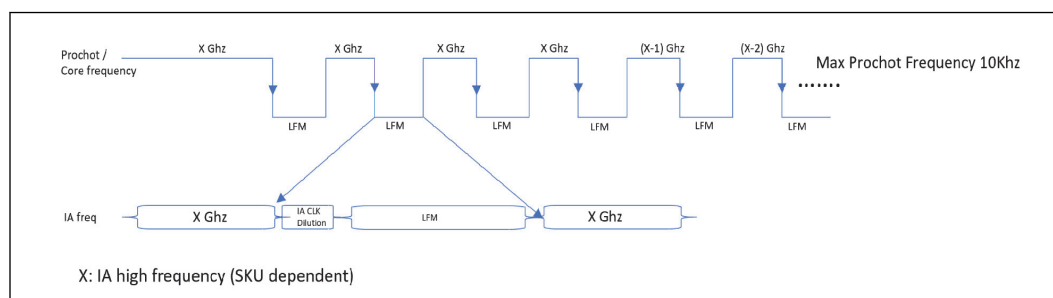 Prochot /
Core frequency
X Ghz
X Ghz
X Ghz
X Ghz
(X-1) Ghz
(X-2) Ghz
Max Prochot Frequency 10Khz
.......
LFM
LFM
LFM
LFM
LFM
LFM
IA freq
X Ghz
IA CLK
Dilution
LFM
X Ghz
X: IA high frequency (SKU dependent)